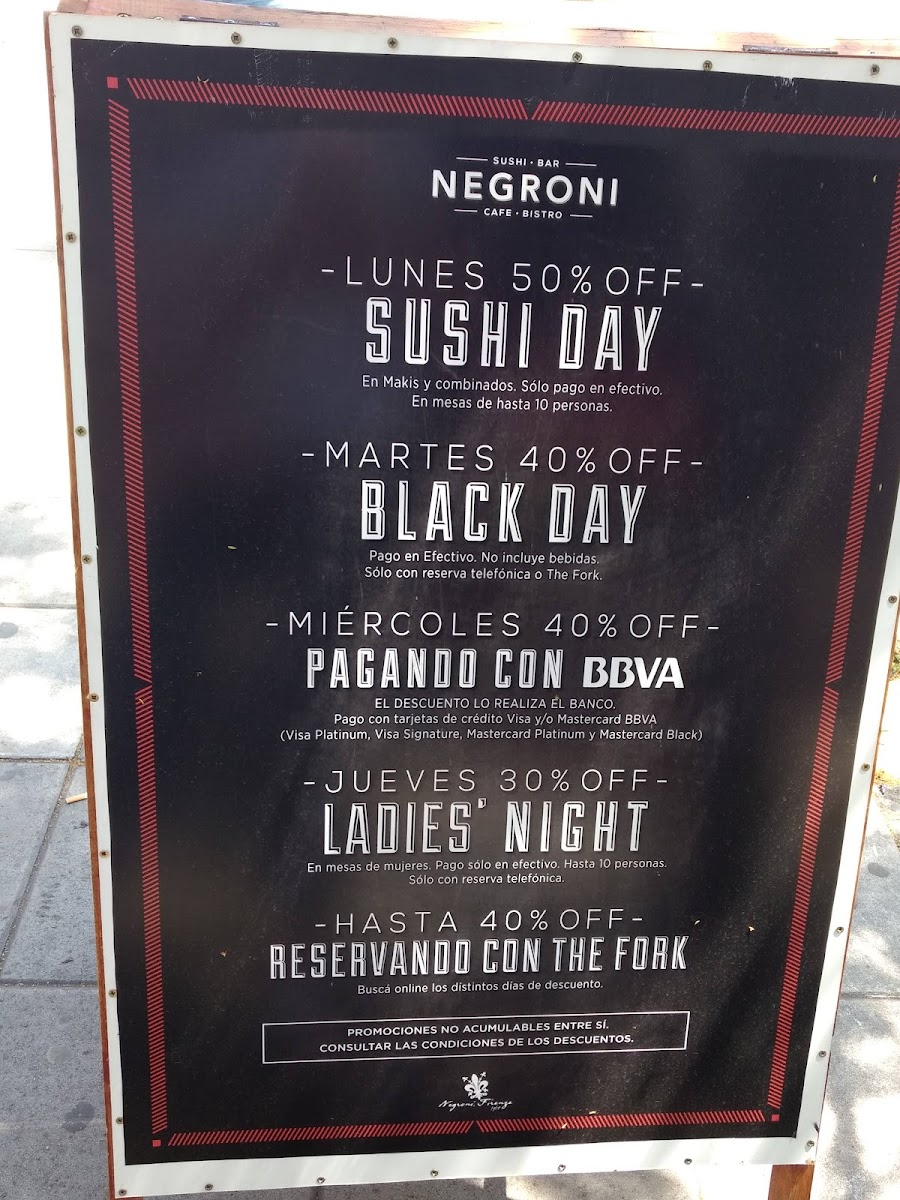 SUSHI · BAR
NEGRONI
CAFE · BISTRO
-LUNES 50% OFF-
SUSHI DAY
En Makis y combinados. Sólo pago en efectivo.
En mesas de hasta 10 personas.
-MARTES 40% OFF-
BLACK DAY
Pago en Efectivo. No incluye bebidas.
Sólo con reserva telefónica o The Fork.
-MIÉRCOLES 40% OFF-
PAGANDO CON BBVA
EL DESCUENTO LO REALIZA EL BANCO.
Pago con tarjetas de crédito Visa y/o Mastercard BBVA
(Visa Platinum, Visa Signature, Mastercard Platinum y Mastercard Black)
-JUEVES 30% OFF-
LADIES' NIGHT
En mesas de mujeres. Pago sólo en efectivo. Hasta 10 personas.
Sólo con reserva telefónica.
-HASTA 40% OFF-
RESERVANDO CON THE FORK
Buscá online los distintos días de descuento.
PROMOCIONES NO ACUMULABLES ENTRE SÍ.
CONSULTAR LAS CONDICIONES DE LOS DESCUENTOS.
Negroni, Firenze